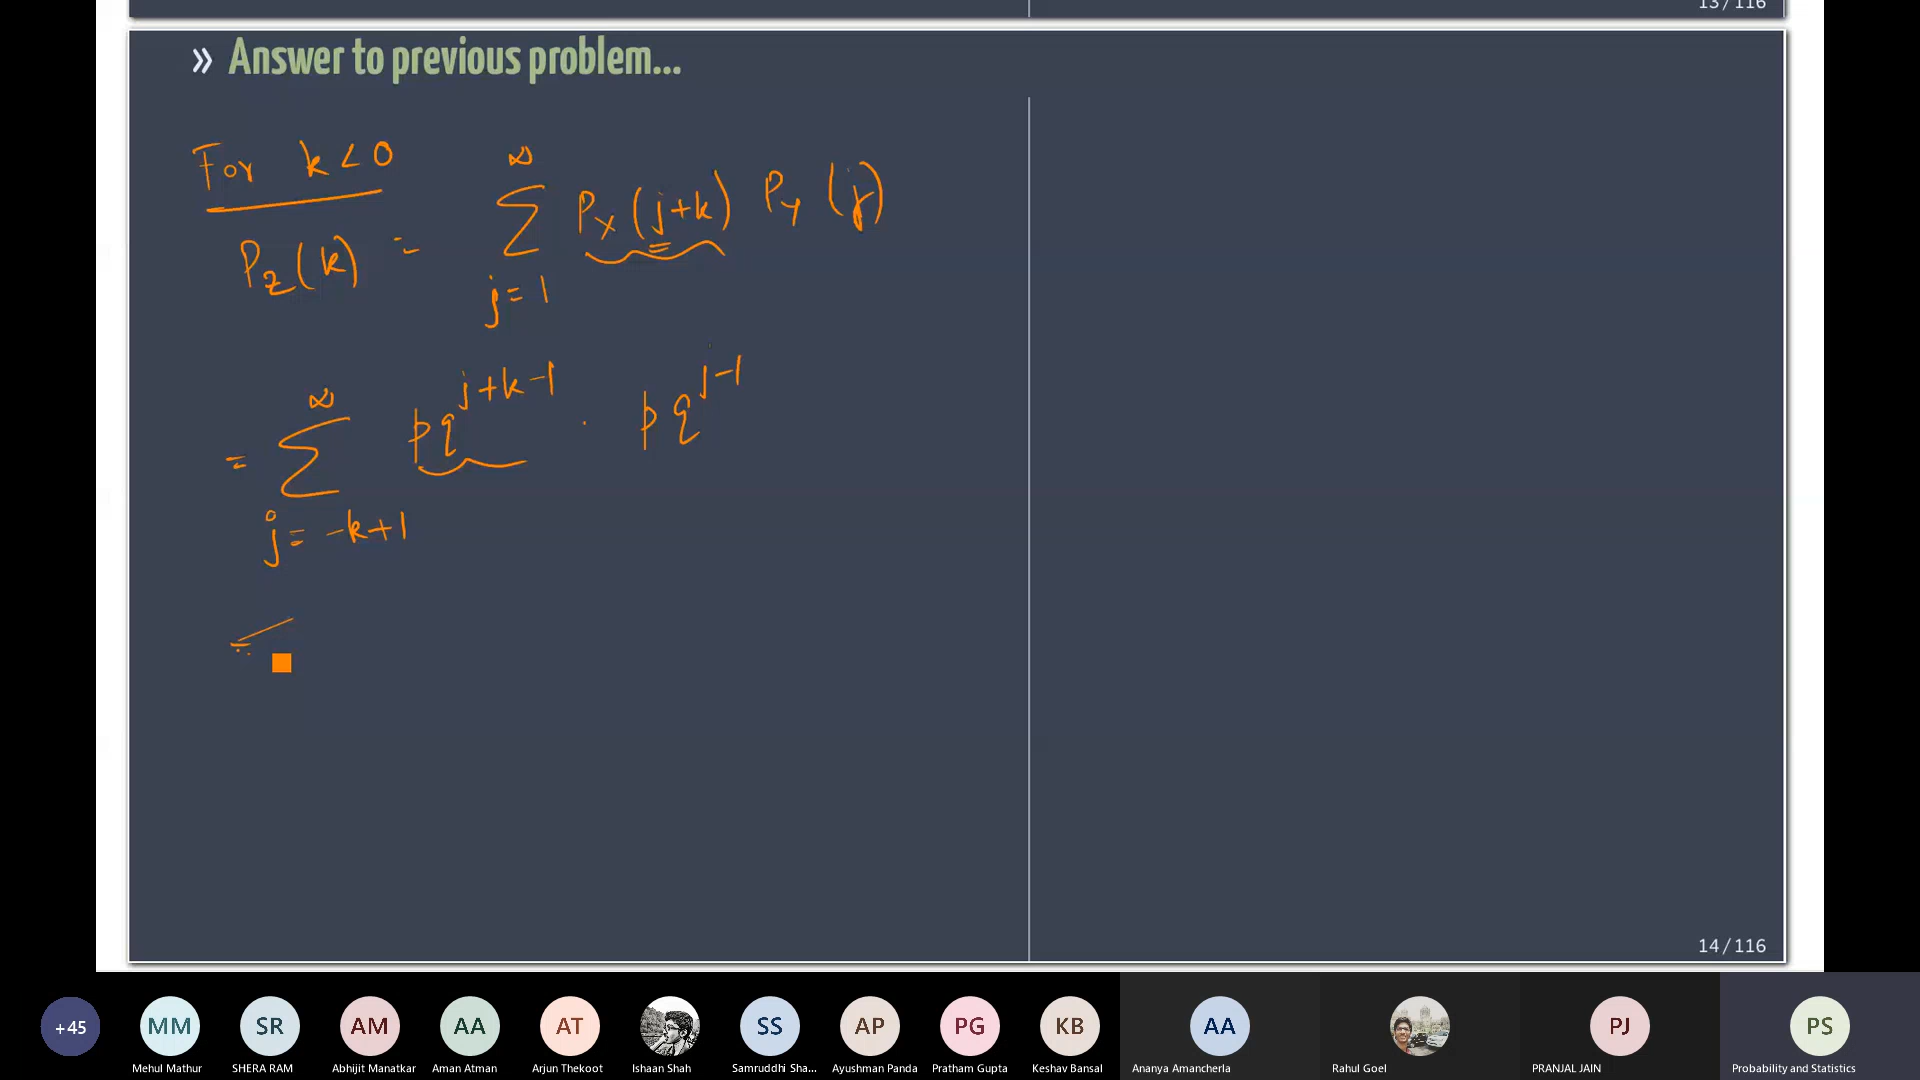 13/116
» Answer to previous problem...
For k < 0
P_Z(k) = ∞ ∑ j=1 P_X(j+k) P_Y(j)
= ∞ ∑ j=-k+1 pq^{j+k-1} · pq^{j-1}
=
14/116
+45 MM SR AM AA AT SS AP PG KB AA PJ PS
Mehul Mathur SHERA RAM Abhijit Manatkar Aman Atman Arjun Thekoot Ishaan Shah Samruddhi Sha... Ayushman Panda Pratham Gupta Keshav Bansal Ananya Amancherla Rahul Goel PRANJAL JAIN Probability and Statistics